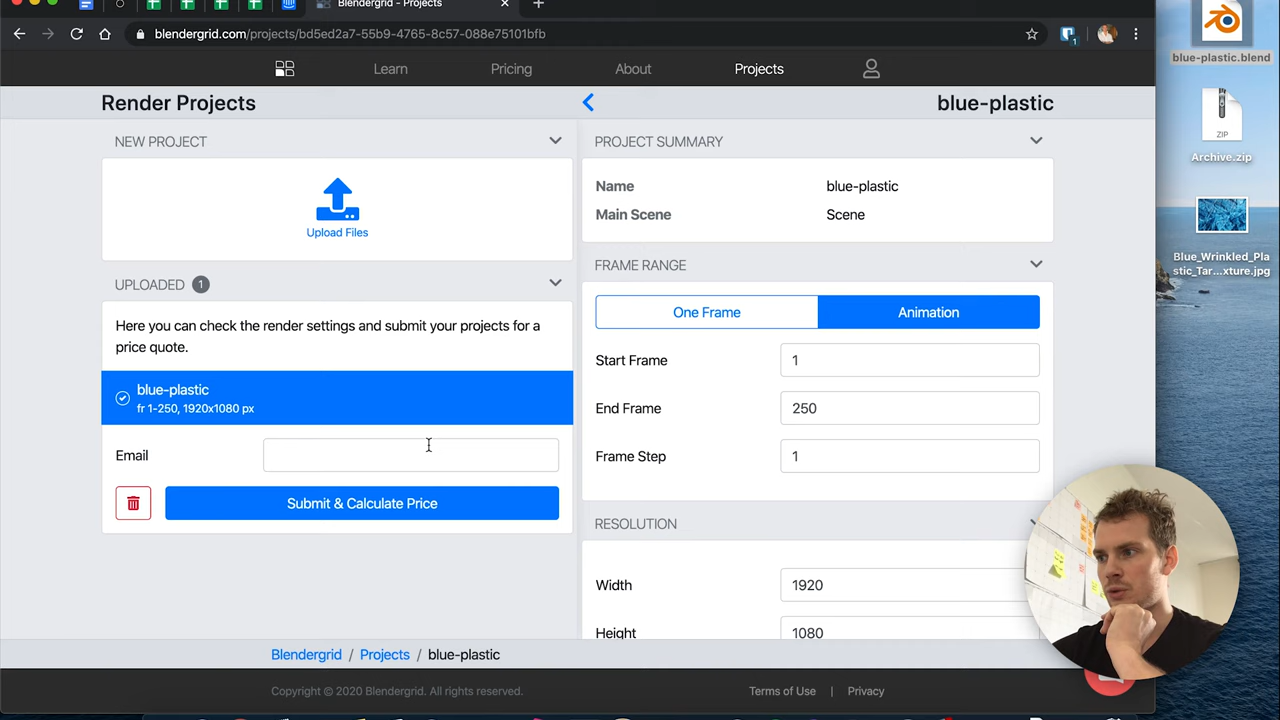 Blendergrid - Projects
blendergrid.com/projects/bd5ed2a7-55b9-4765-8c57-088e75101bfb
Learn
Pricing
About
Projects
Render Projects
blue-plastic
NEW PROJECT
Upload Files
UPLOADED 1
Here you can check the render settings and submit your projects for a
price quote.
blue-plastic
fr 1-250, 1920x1080 px
Email
Submit & Calculate Price
PROJECT SUMMARY
Name blue-plastic
Main Scene Scene
FRAME RANGE
One Frame Animation
Start Frame 1
End Frame 250
Frame Step 1
RESOLUTION
Width 1920
Height 1080
Blendergrid / Projects / blue-plastic
Copyright © 2020 Blendergrid. All rights reserved.
Terms of Use | Privacy
blue-plastic.blend
ZIP
Archive.zip
Blue_Wrinkled_Pla
stic_Tar...xture.jpg
1